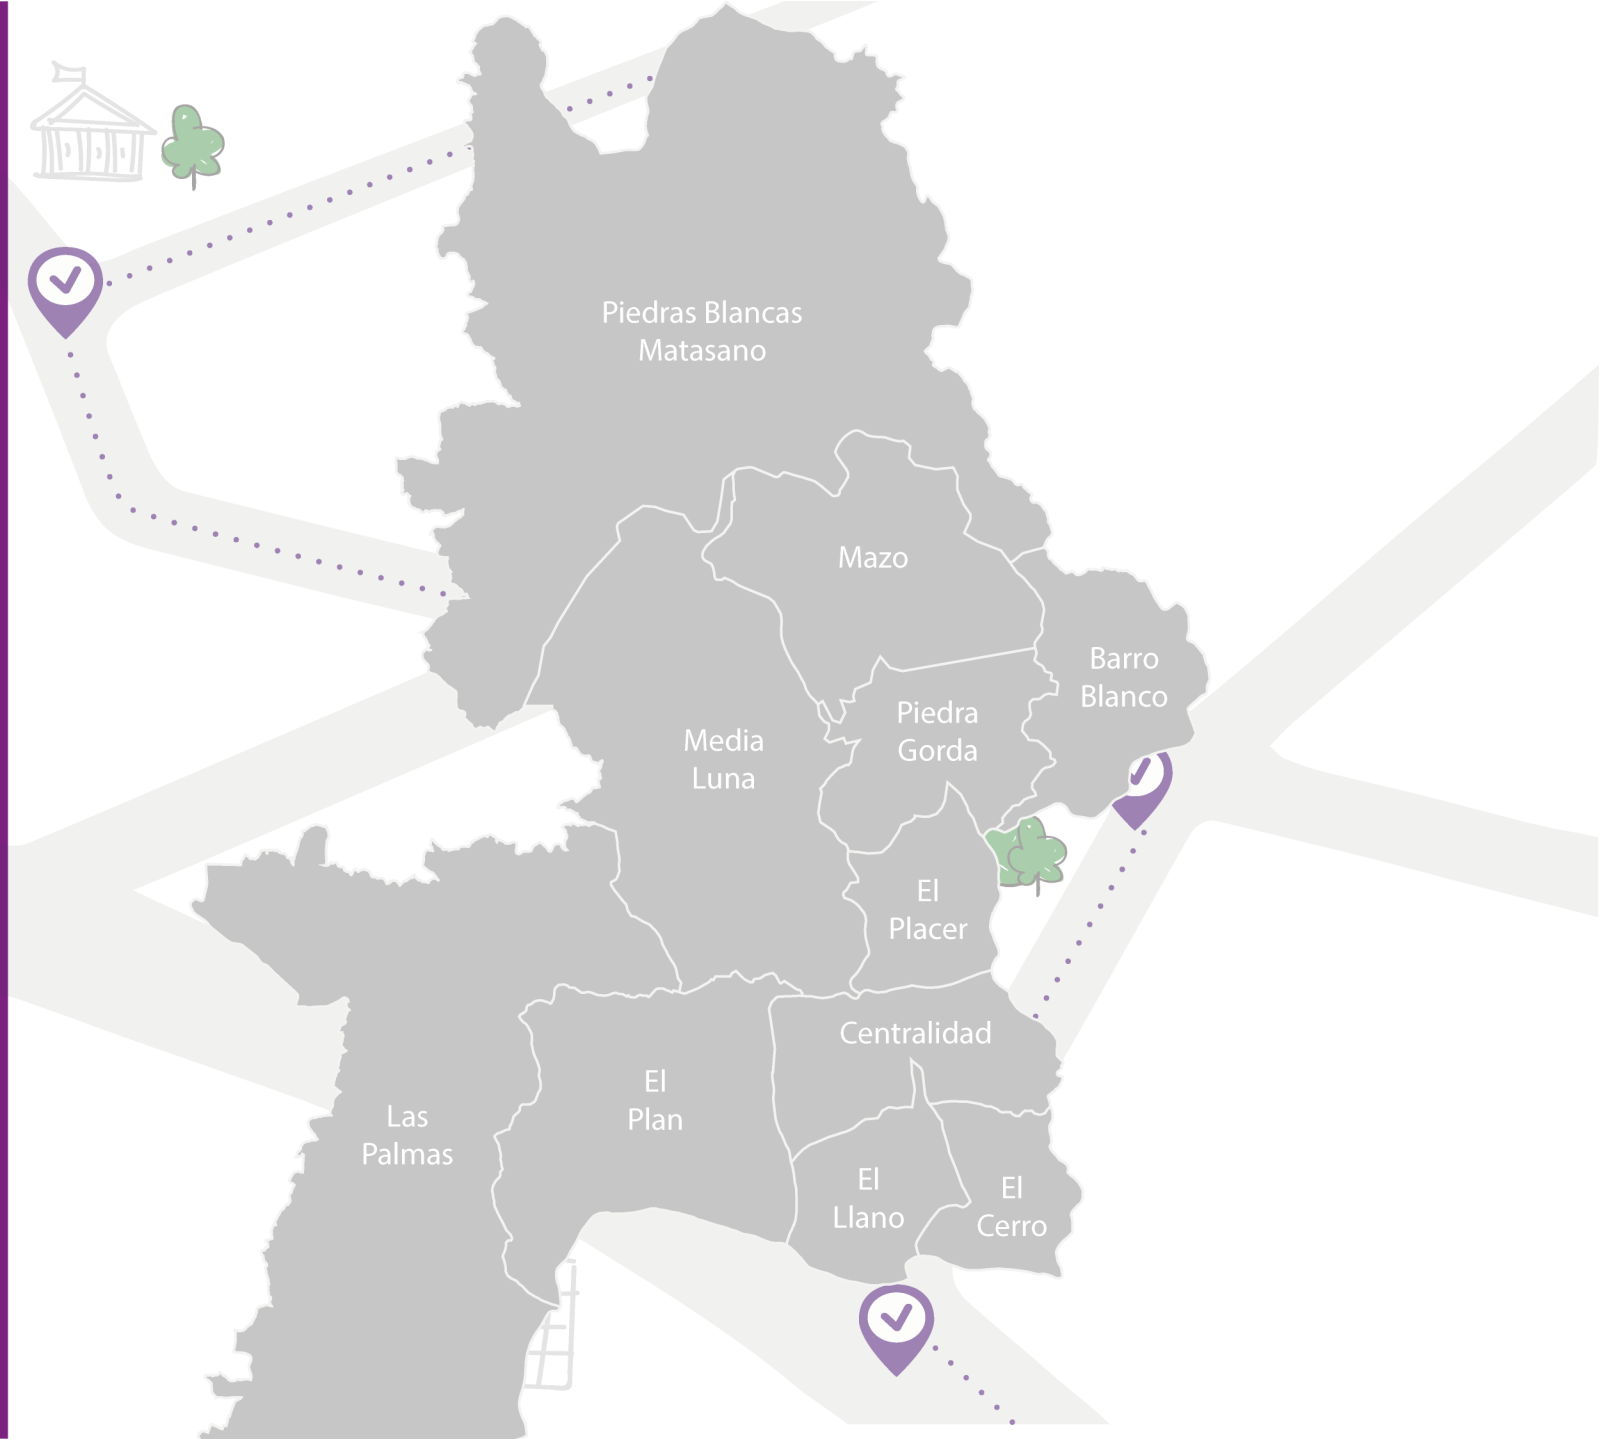 Piedras Blancas
Matasano
Mazo
Barro
Blanco
Piedra
Gorda
Media
Luna
El
Placer
Centralidad
El
Plan
Las
Palmas
El
Llano
El
Cerro